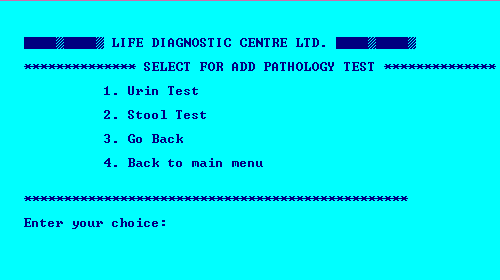 LIFE DIAGNOSTIC CENTRE LTD.
************** SELECT FOR ADD PATHOLOGY TEST **************
1. Urin Test
2. Stool Test
3. Go Back
4. Back to main menu
************************************************
Enter your choice: